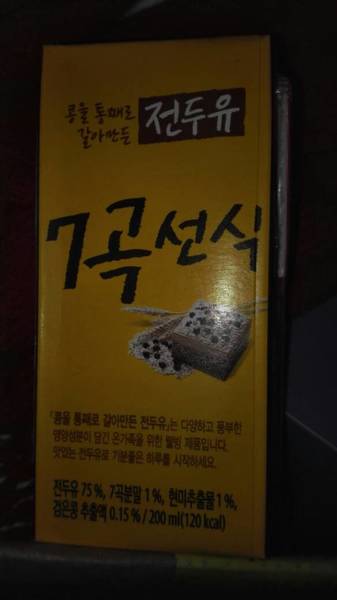 콩을 통째로
갈아만든
전두유
7곡선식
「콩을 통째로 갈아만든 전두유」는 다양하고 풍부한
영양성분이 담긴 온가족을 위한 웰빙 제품입니다.
맛있는 전두유로 기분좋은 하루를 시작하세요.
전두유 75%, 7곡분말 1%, 현미추출물 1%,
검은콩 추출액 0.15% / 200 ml(120 kcal)